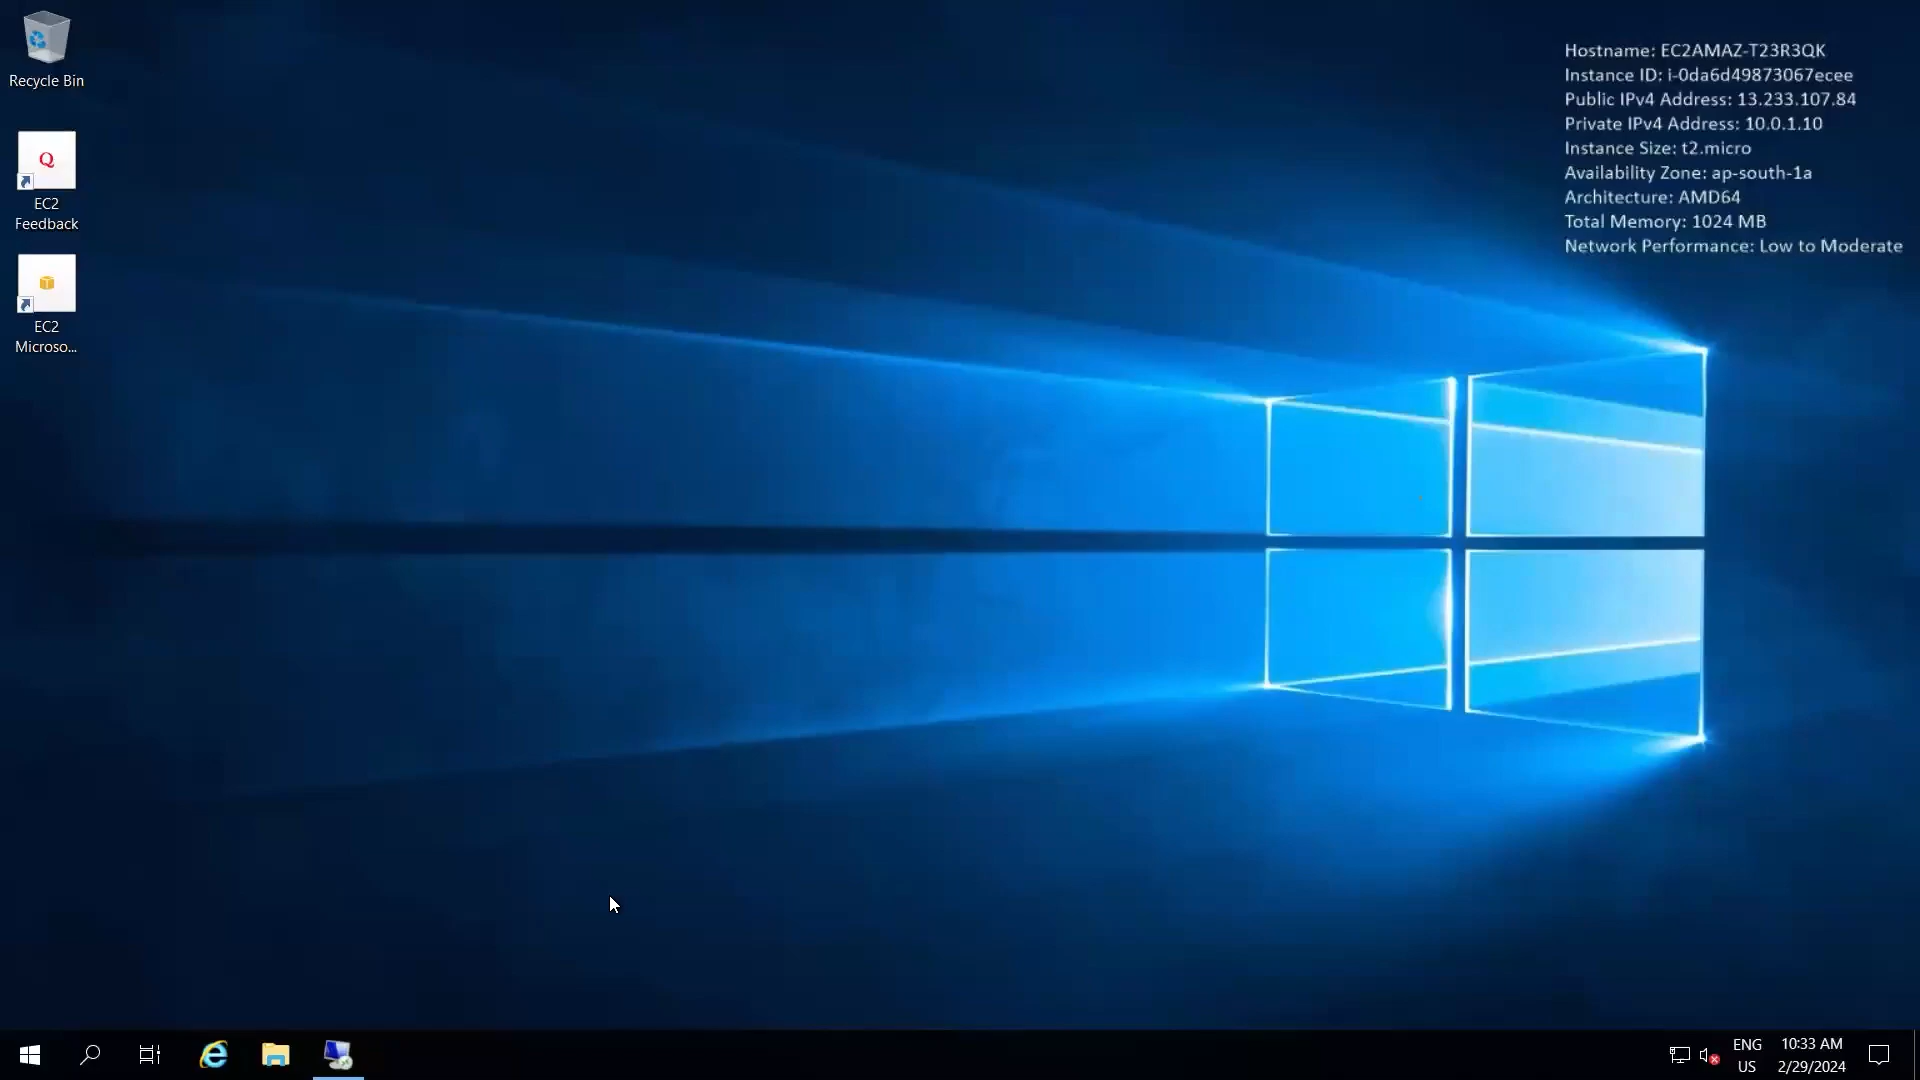 Recycle Bin
Q
EC2
Feedback
EC2
Microso...
Hostname: EC2AMAZ-T23R3QK
Instance ID: i-0da6d49873067ecee
Public IPv4 Address: 13.233.107.84
Private IPv4 Address: 10.0.1.10
Instance Size: t2.micro
Availability Zone: ap-south-1a
Architecture: AMD64
Total Memory: 1024 MB
Network Performance: Low to Moderate
ENG
US
10:33 AM
2/29/2024